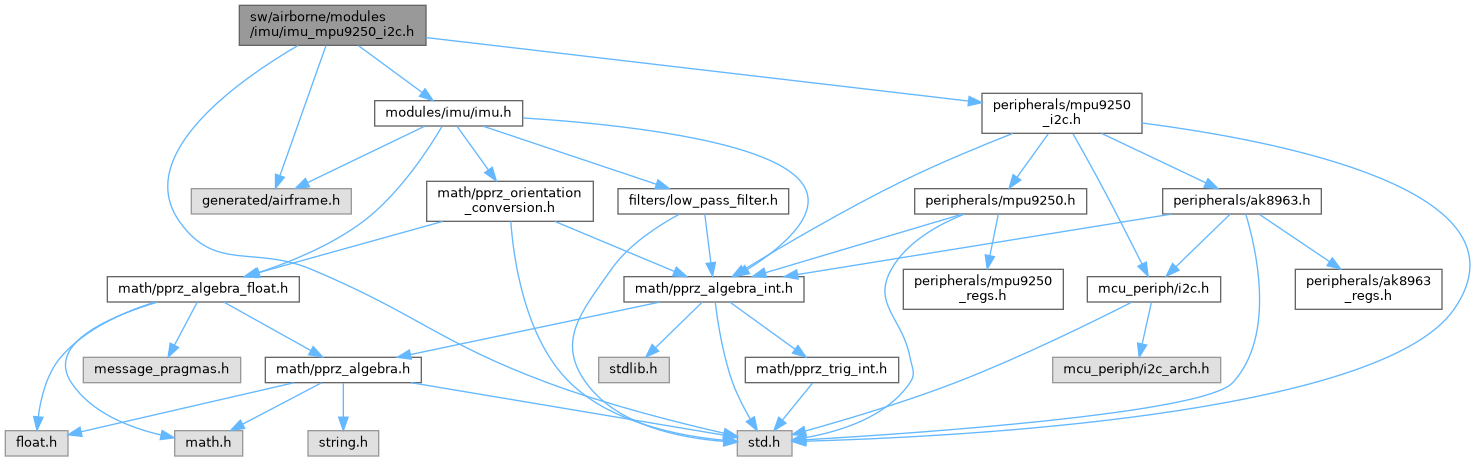 sw/airborne/modules
/imu/imu_mpu9250_i2c.h
modules/imu/imu.h
peripherals/mpu9250
_i2c.h
generated/airframe.h
math/pprz_orientation
_conversion.h
filters/low_pass_filter.h
peripherals/mpu9250.h
peripherals/ak8963.h
math/pprz_algebra_float.h
math/pprz_algebra_int.h
peripherals/mpu9250
_regs.h
mcu_periph/i2c.h
peripherals/ak8963
_regs.h
message_pragmas.h
math/pprz_algebra.h
stdlib.h
math/pprz_trig_int.h
mcu_periph/i2c_arch.h
float.h
math.h
string.h
std.h